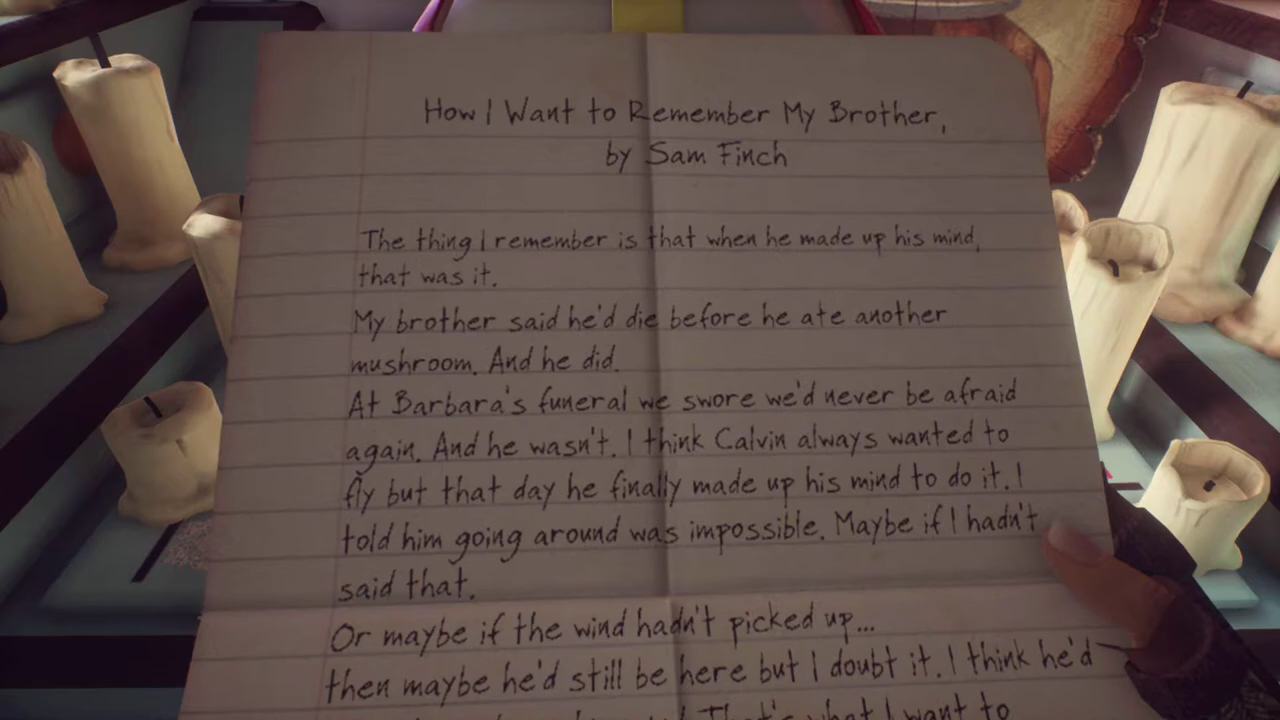 How I Want to Remember My Brother,
by Sam Finch
The thing I remember is that when he made up his mind,
that was it.
My brother said he'd die before he ate another
mushroom. And he did.
At Barbara's funeral we swore we'd never be afraid
again. And he wasn't. I think Calvin always wanted to
fly but that day he finally made up his mind to do it. I
told him going around was impossible. Maybe if I hadn't
said that.
Or maybe if the wind hadn't picked up...
then maybe he'd still be here but I doubt it. I think he'd
That's what I want to